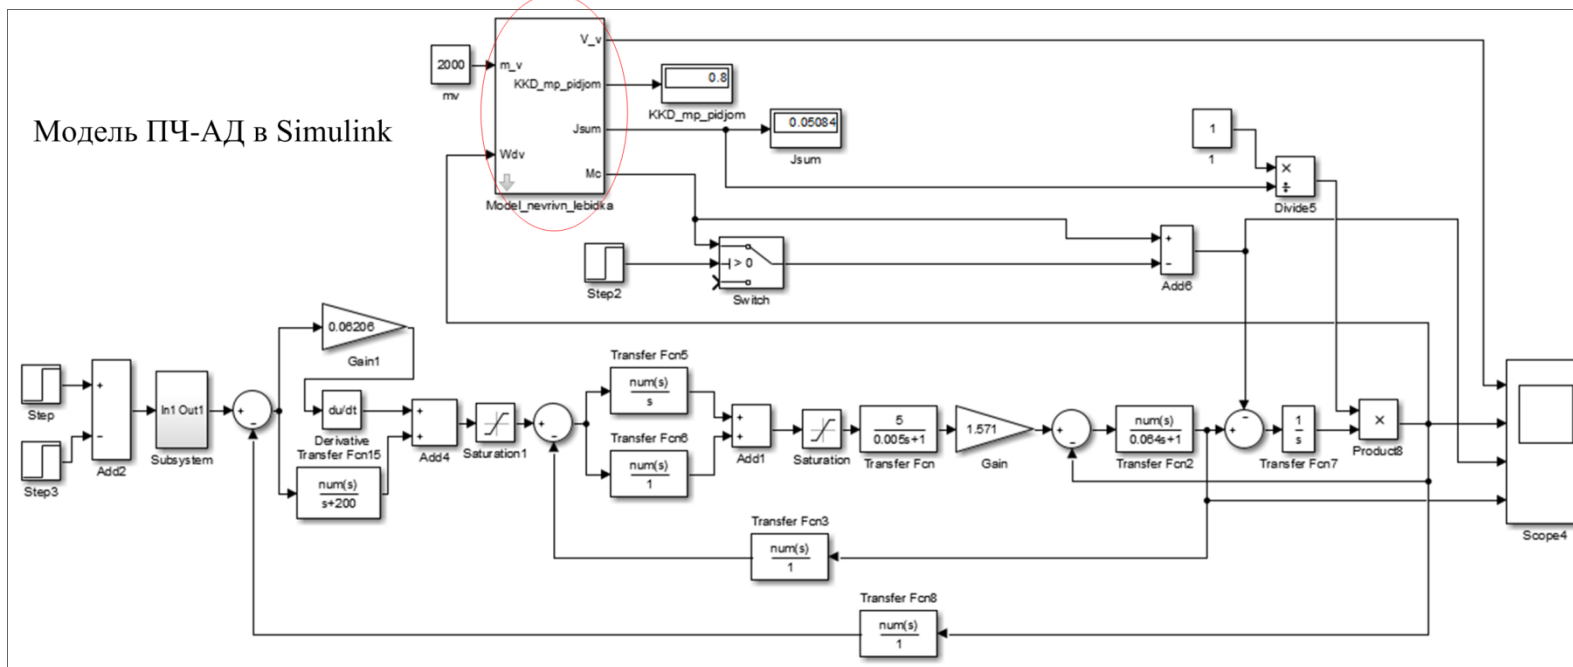 V_v
2000
m_v
mv
KKD_mp_pidjom
0.8
KKD_mp_pidjom
Модель ПЧ-АД в Simulink
Jsum
0.05084
Jsum
1
1
×
÷
Divide5
Wdv
Mc
Model_nevrivn_lebidka
Step2
> 0
Switch
+
−
Add6
0.06206
Gain1
Step
Step3
+
−
Add2
In1 Out1
Subsystem
+
−
du/dt
Derivative
Transfer Fcn15
num(s)
s+200
+
+
Add4
Saturation1
+
−
Transfer Fcn5
num(s)
s
Transfer Fcn6
num(s)
1
+
+
Add1
Saturation
5
0.005s+1
Transfer Fcn
1.571
Gain
+
−
num(s)
0.064s+1
Transfer Fcn2
−
+
1
s
Transfer Fcn7
×
Product8
Scope4
Transfer Fcn3
num(s)
1
Transfer Fcn8
num(s)
1